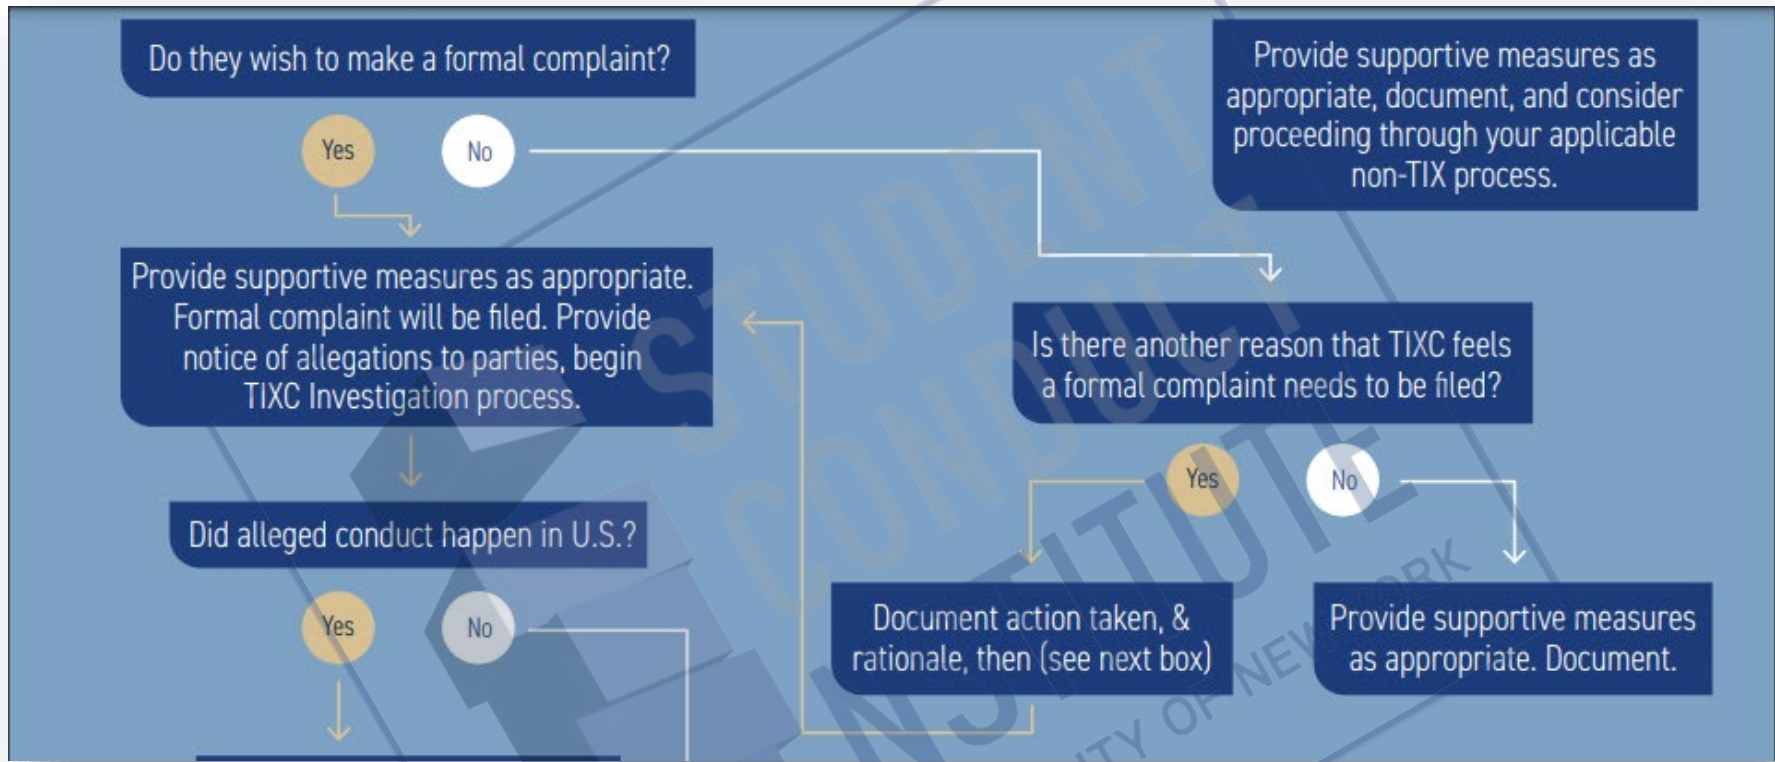 Do they wish to make a formal complaint?
Yes
No
Provide supportive measures as
appropriate, document, and consider
proceeding through your applicable
non-TIX process.
Provide supportive measures as appropriate.
Formal complaint will be filed. Provide
notice of allegations to parties, begin
TIXC Investigation process.
Is there another reason that TIXC feels
a formal complaint needs to be filed?
Yes
No
Did alleged conduct happen in U.S.?
Yes
No
Document action taken, &
rationale, then (see next box)
Provide supportive measures
as appropriate. Document.
STUDENT
CONDUCT
INSTITUTE
OF NEW YORK